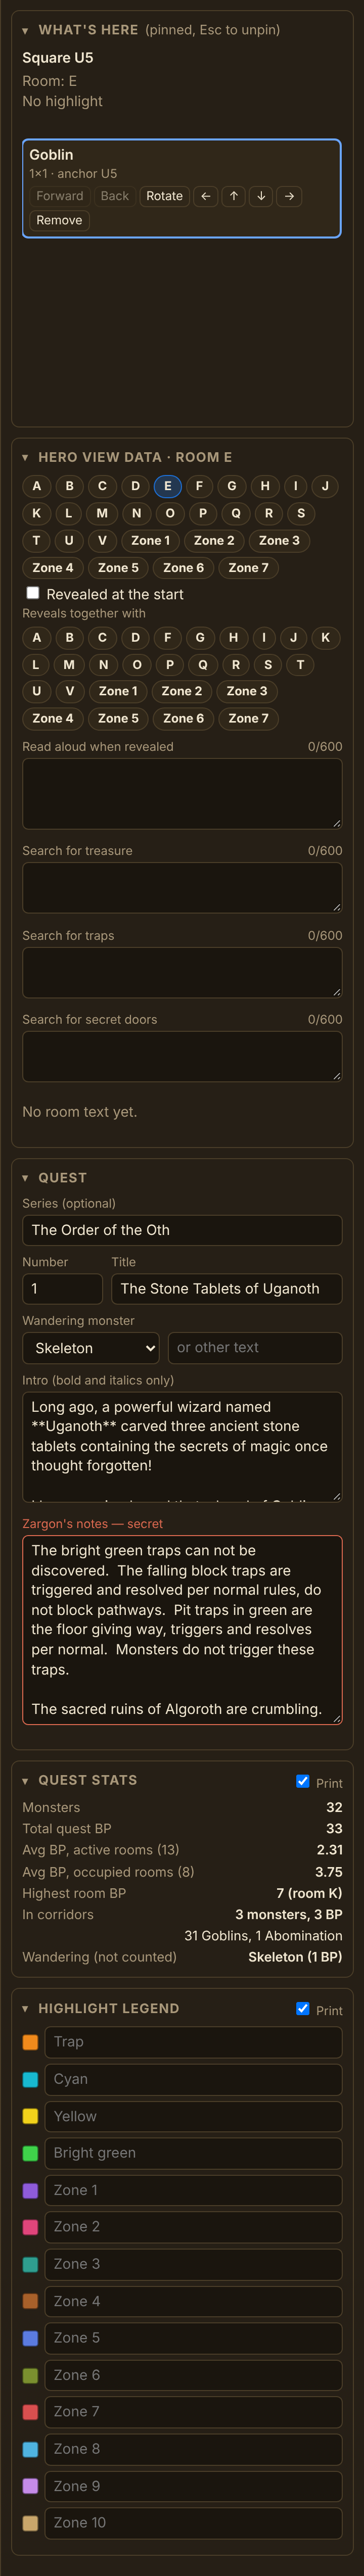 ▾ WHAT'S HERE (pinned, Esc to unpin)
Square U5
Room: E
No highlight
Goblin
1×1 · anchor U5
Forward Back Rotate ← ↑ ↓ →
Remove
▾ HERO VIEW DATA · ROOM E
A B C D E F G H I J
K L M N O P Q R S
T U V Zone 1 Zone 2 Zone 3
Zone 4 Zone 5 Zone 6 Zone 7
Revealed at the start
Reveals together with
A B C D F G H I J K
L M N O P Q R S T
U V Zone 1 Zone 2 Zone 3
Zone 4 Zone 5 Zone 6 Zone 7
Read aloud when revealed 0/600
Search for treasure 0/600
Search for traps 0/600
Search for secret doors 0/600
No room text yet.
▾ QUEST
Series (optional)
The Order of the Oth
Number Title
1 The Stone Tablets of Uganoth
Wandering monster
Skeleton or other text
Intro (bold and italics only)
Long ago, a powerful wizard named
**Uganoth** carved three ancient stone
tablets containing the secrets of magic once
thought forgotten!
Zargon's notes — secret
The bright green traps can not be
discovered. The falling block traps are
triggered and resolved per normal rules, do
not block pathways. Pit traps in green are
the floor giving way, triggers and resolves
per normal. Monsters do not trigger these
traps.
The sacred ruins of Algoroth are crumbling.
▾ QUEST STATS Print
Monsters 32
Total quest BP 33
Avg BP, active rooms (13) 2.31
Avg BP, occupied rooms (8) 3.75
Highest room BP 7 (room K)
In corridors 3 monsters, 3 BP
31 Goblins, 1 Abomination
Wandering (not counted) Skeleton (1 BP)
▾ HIGHLIGHT LEGEND Print
Trap
Cyan
Yellow
Bright green
Zone 1
Zone 2
Zone 3
Zone 4
Zone 5
Zone 6
Zone 7
Zone 8
Zone 9
Zone 10